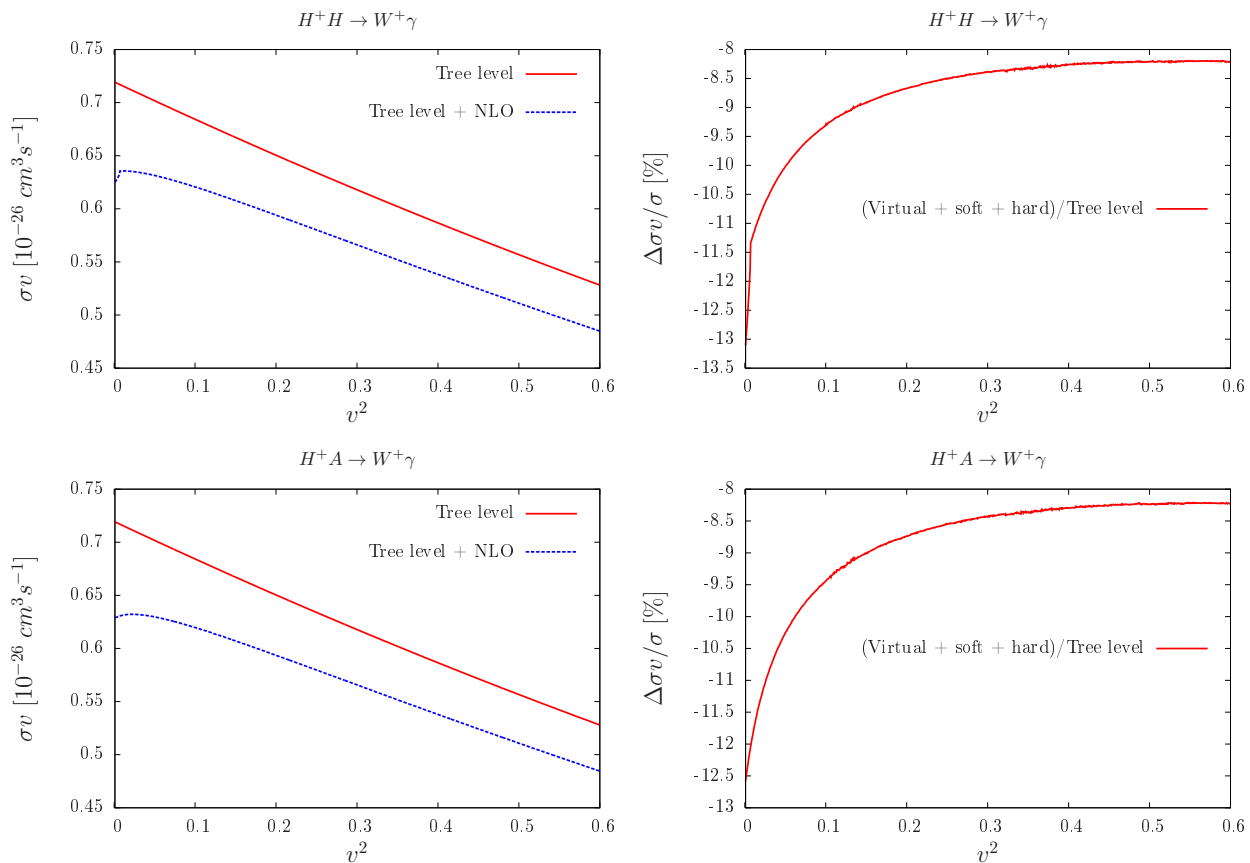 H⁺H → W⁺γ
σv [10⁻²⁶ cm³s⁻¹]
0.75
0.7
0.65
0.6
0.55
0.5
0.45
Tree level
Tree level + NLO
0 0.1 0.2 0.3 0.4 0.5 0.6
v²
H⁺H → W⁺γ
Δσv/σ [%]
-8
-8.5
-9
-9.5
-10
-10.5
-11
-11.5
-12
-12.5
-13
-13.5
(Virtual + soft + hard)/Tree level
0 0.1 0.2 0.3 0.4 0.5 0.6
v²
H⁺A → W⁺γ
σv [10⁻²⁶ cm³s⁻¹]
0.75
0.7
0.65
0.6
0.55
0.5
0.45
Tree level
Tree level + NLO
0 0.1 0.2 0.3 0.4 0.5 0.6
v²
H⁺A → W⁺γ
Δσv/σ [%]
-8
-8.5
-9
-9.5
-10
-10.5
-11
-11.5
-12
-12.5
-13
(Virtual + soft + hard)/Tree level
0 0.1 0.2 0.3 0.4 0.5 0.6
v²